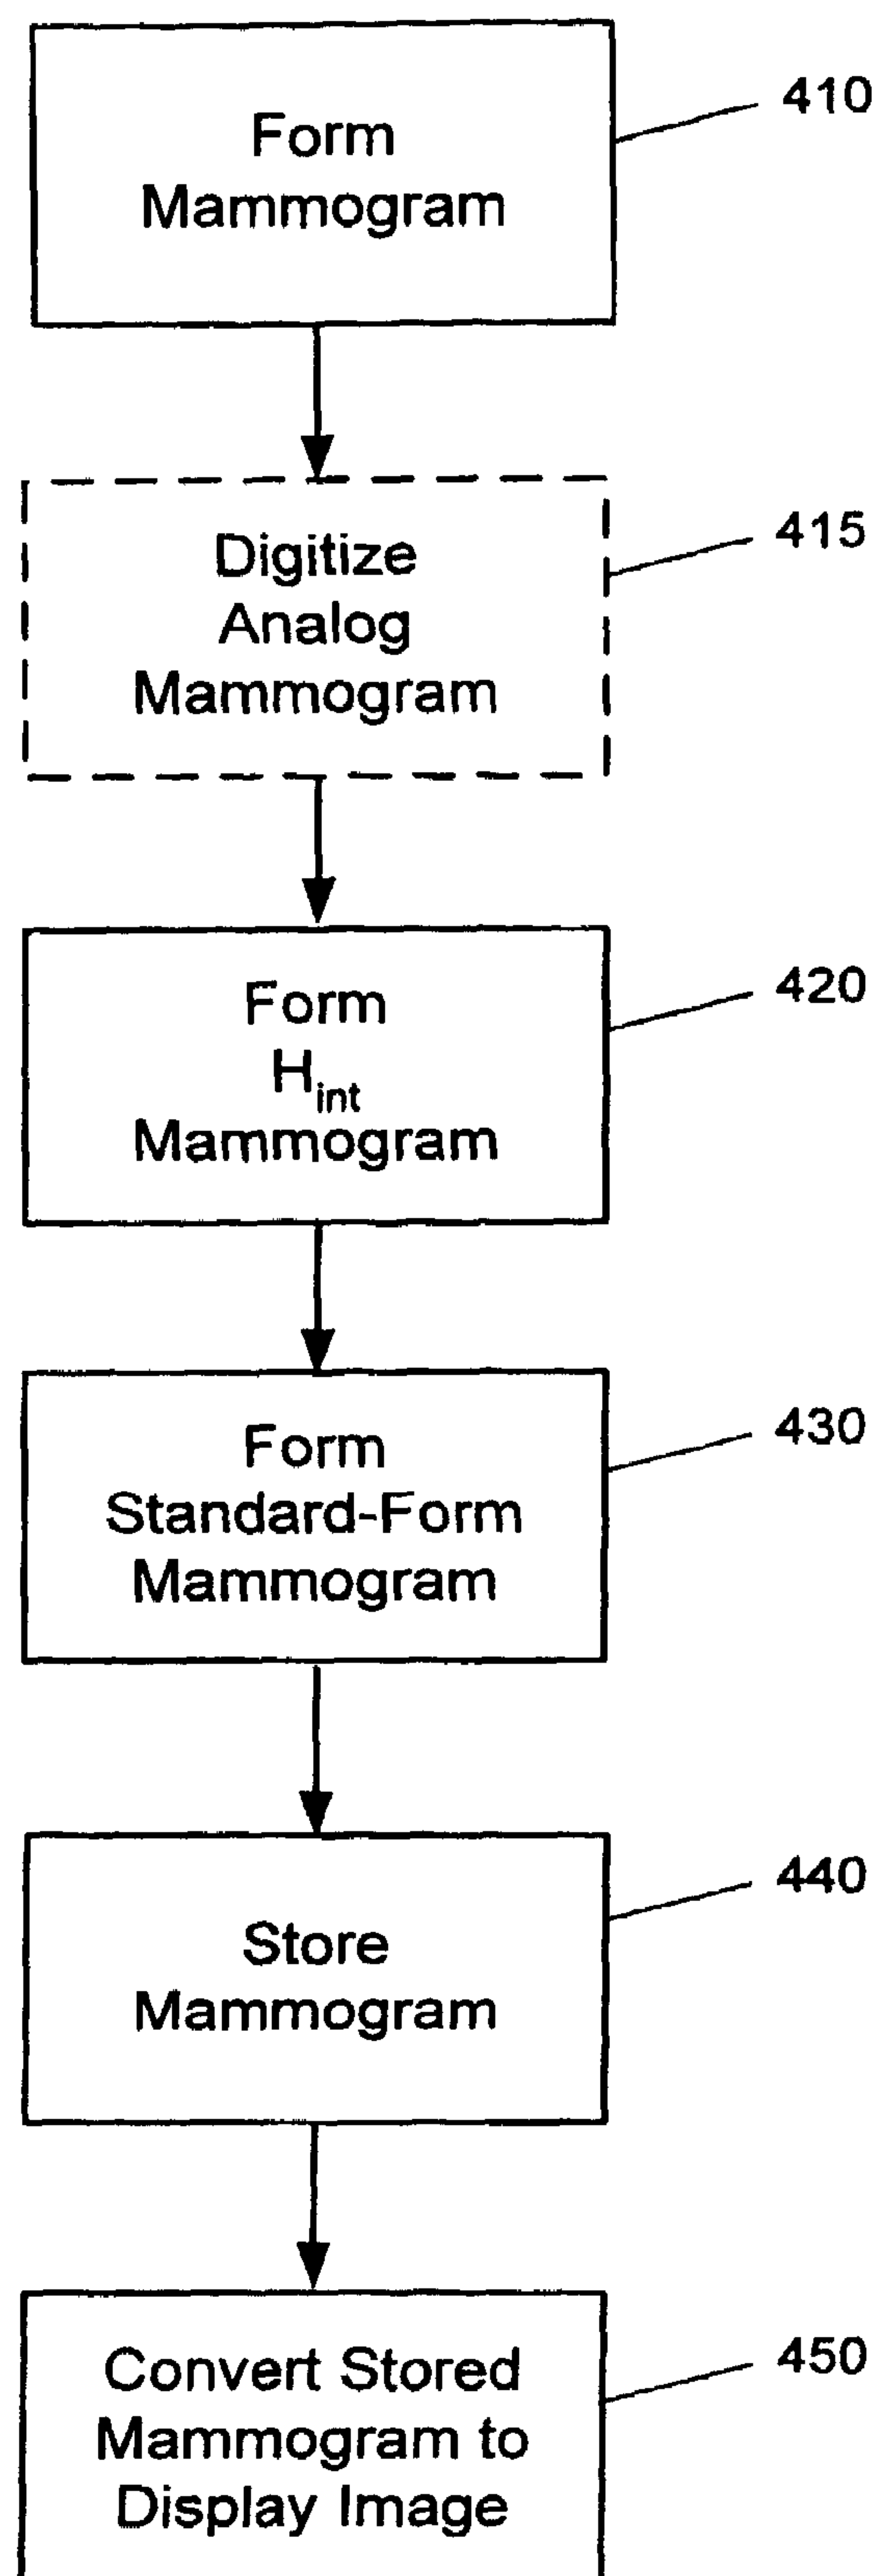 Form
Mammogram
410
Digitize
Analog
Mammogram
415
Form
H_int
Mammogram
420
Form
Standard-Form
Mammogram
430
Store
Mammogram
440
Convert Stored
Mammogram to
Display Image
450